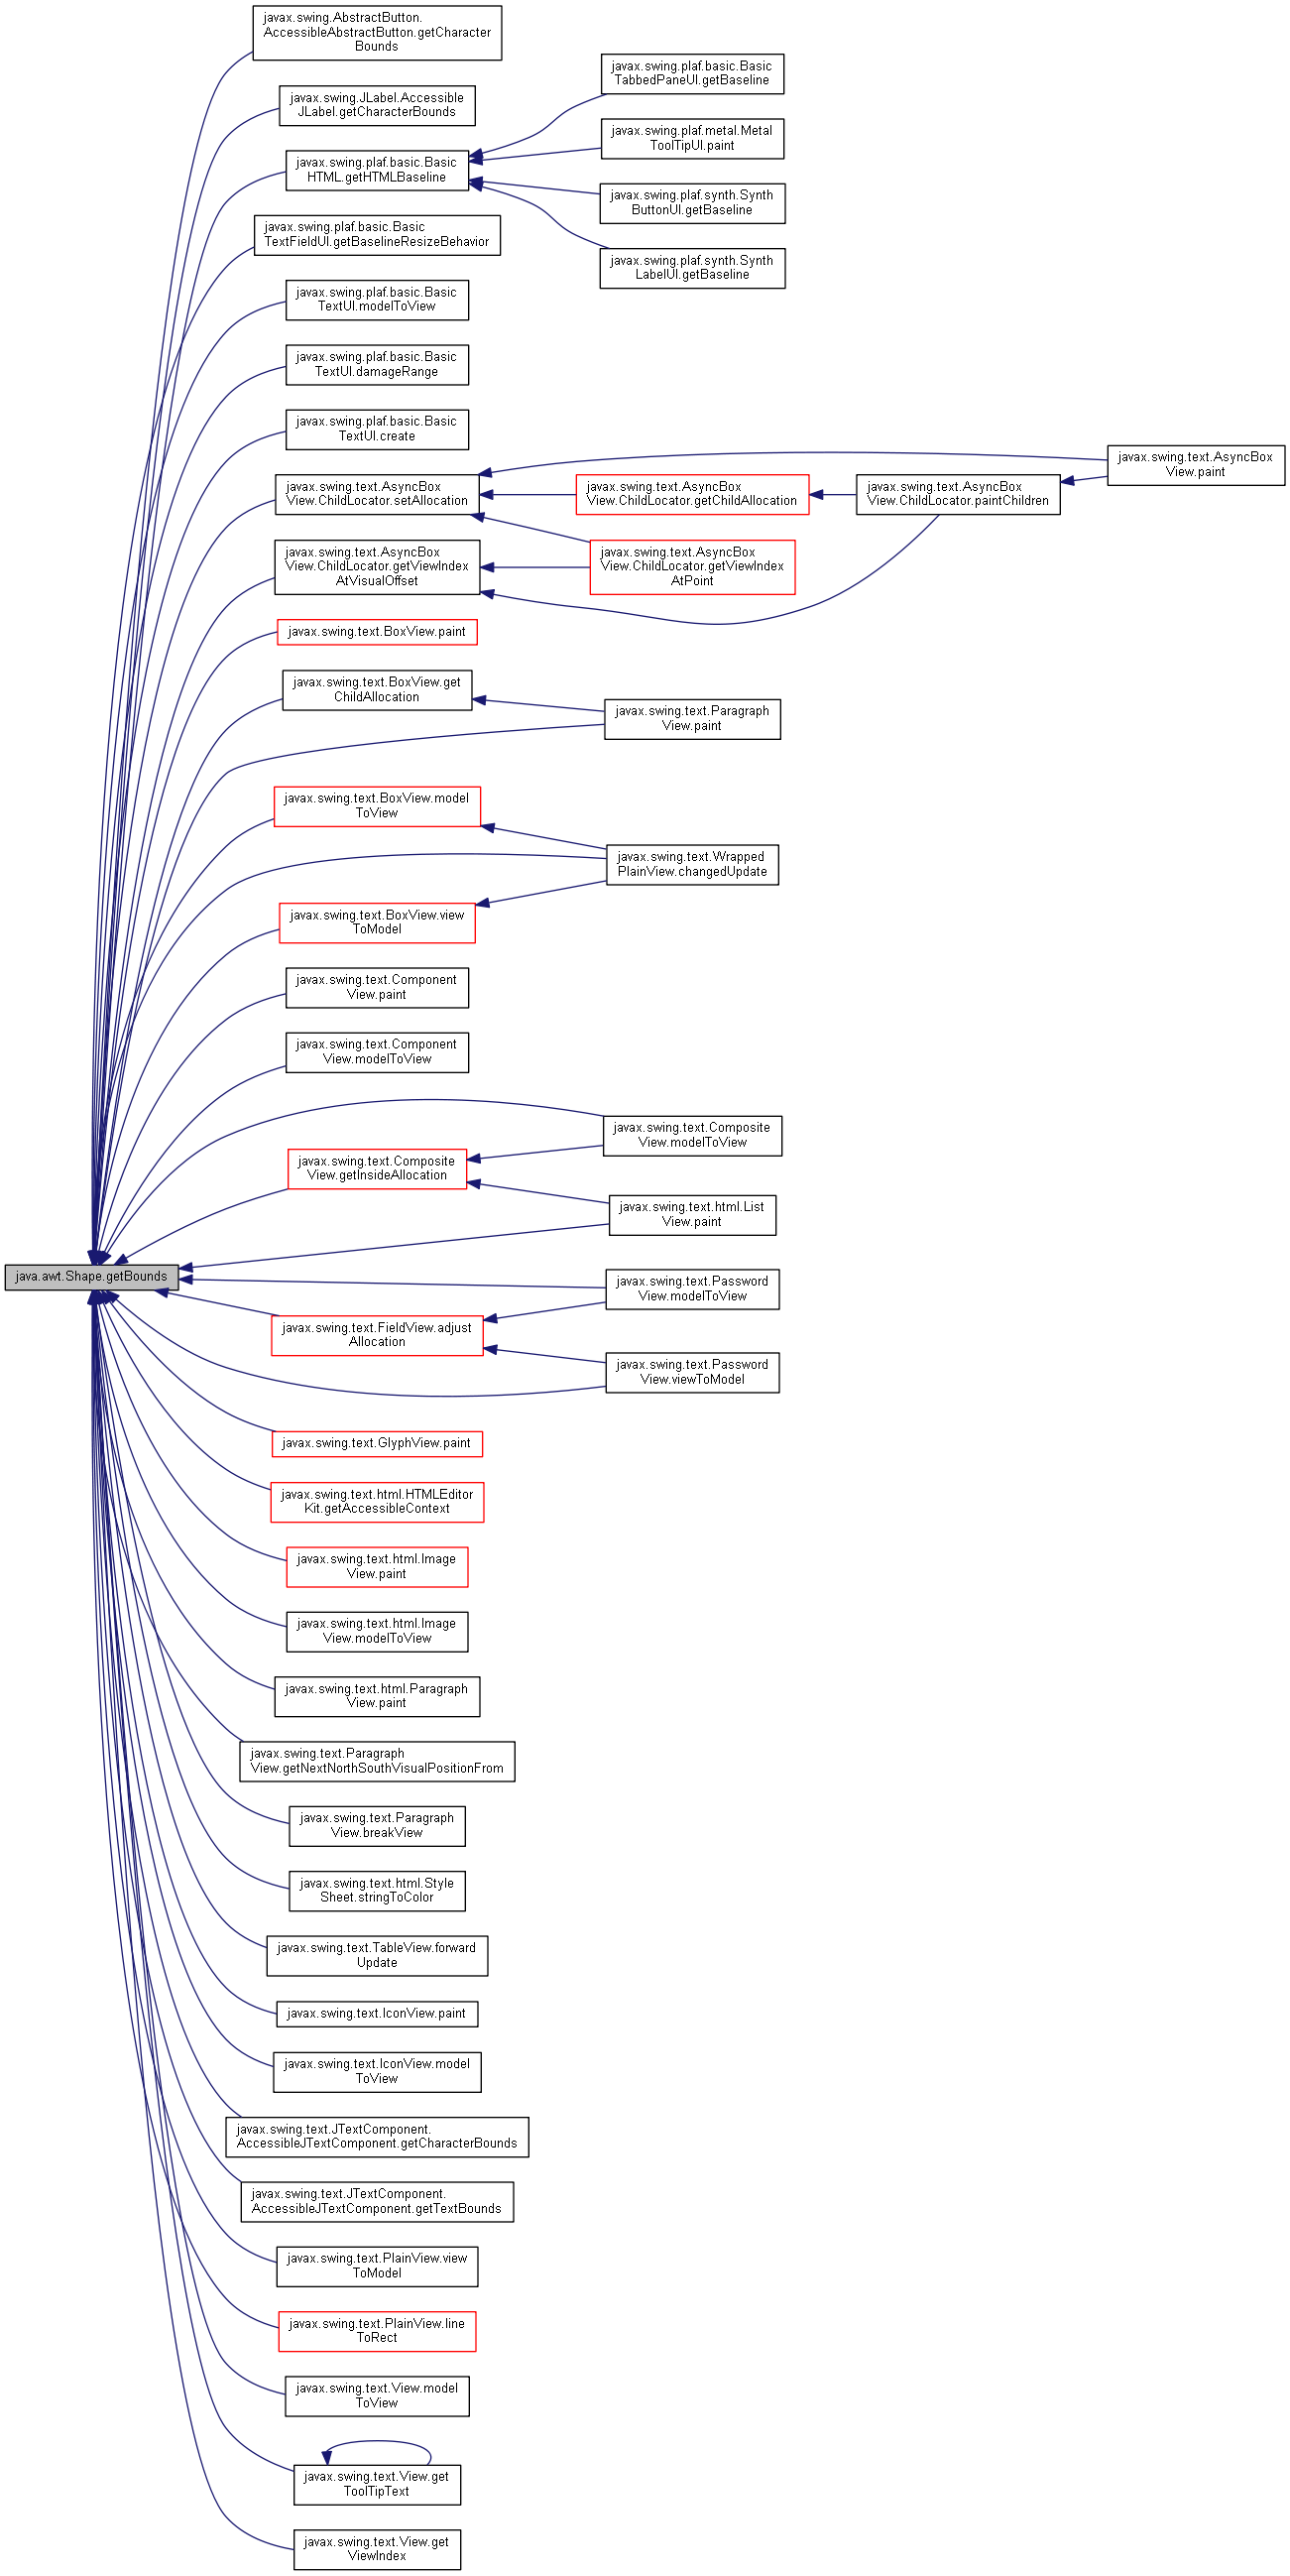 javax.swing.AbstractButton.
AccessibleAbstractButton.getCharacter
Bounds
javax.swing.JLabel.Accessible
JLabel.getCharacterBounds
javax.swing.plaf.basic.Basic
HTML.getHTMLBaseline
javax.swing.plaf.basic.Basic
TabbedPaneUI.getBaseline
javax.swing.plaf.metal.Metal
ToolTipUI.paint
javax.swing.plaf.synth.Synth
ButtonUI.getBaseline
javax.swing.plaf.synth.Synth
LabelUI.getBaseline
javax.swing.plaf.basic.Basic
TextFieldUI.getBaselineResizeBehavior
javax.swing.plaf.basic.Basic
TextUI.modelToView
javax.swing.plaf.basic.Basic
TextUI.damageRange
javax.swing.plaf.basic.Basic
TextUI.create
javax.swing.text.AsyncBox
View.ChildLocator.setAllocation
javax.swing.text.AsyncBox
View.ChildLocator.getChildAllocation
javax.swing.text.AsyncBox
View.ChildLocator.paintChildren
javax.swing.text.AsyncBox
View.paint
javax.swing.text.AsyncBox
View.ChildLocator.getViewIndex
AtVisualOffset
javax.swing.text.AsyncBox
View.ChildLocator.getViewIndex
AtPoint
javax.swing.text.BoxView.paint
javax.swing.text.BoxView.get
ChildAllocation
javax.swing.text.Paragraph
View.paint
javax.swing.text.BoxView.model
ToView
javax.swing.text.Wrapped
PlainView.changedUpdate
javax.swing.text.BoxView.view
ToModel
javax.swing.text.Component
View.paint
javax.swing.text.Component
View.modelToView
javax.swing.text.Composite
View.modelToView
javax.swing.text.Composite
View.getInsideAllocation
javax.swing.text.html.List
View.paint
java.awt.Shape.getBounds
javax.swing.text.Password
View.modelToView
javax.swing.text.FieldView.adjust
Allocation
javax.swing.text.Password
View.viewToModel
javax.swing.text.GlyphView.paint
javax.swing.text.html.HTMLEditor
Kit.getAccessibleContext
javax.swing.text.html.Image
View.paint
javax.swing.text.html.Image
View.modelToView
javax.swing.text.html.Paragraph
View.paint
javax.swing.text.Paragraph
View.getNextNorthSouthVisualPositionFrom
javax.swing.text.Paragraph
View.breakView
javax.swing.text.html.Style
Sheet.stringToColor
javax.swing.text.TableView.forward
Update
javax.swing.text.IconView.paint
javax.swing.text.IconView.model
ToView
javax.swing.text.JTextComponent.
AccessibleJTextComponent.getCharacterBounds
javax.swing.text.JTextComponent.
AccessibleJTextComponent.getTextBounds
javax.swing.text.PlainView.view
ToModel
javax.swing.text.PlainView.line
ToRect
javax.swing.text.View.model
ToView
javax.swing.text.View.get
ToolTipText
javax.swing.text.View.get
ViewIndex